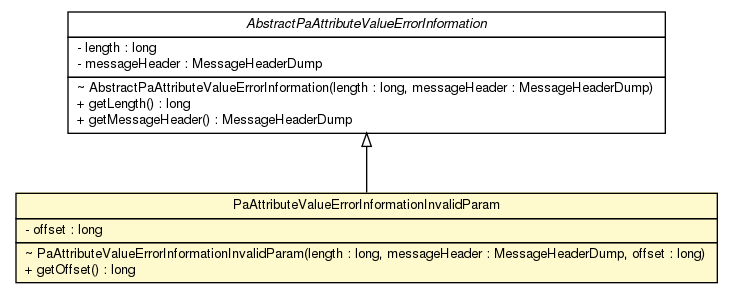 AbstractPaAttributeValueErrorInformation
- length : long
- messageHeader : MessageHeaderDump
~ AbstractPaAttributeValueErrorInformation(length : long, messageHeader : MessageHeaderDump)
+ getLength() : long
+ getMessageHeader() : MessageHeaderDump
PaAttributeValueErrorInformationInvalidParam
- offset : long
~ PaAttributeValueErrorInformationInvalidParam(length : long, messageHeader : MessageHeaderDump, offset : long)
+ getOffset() : long